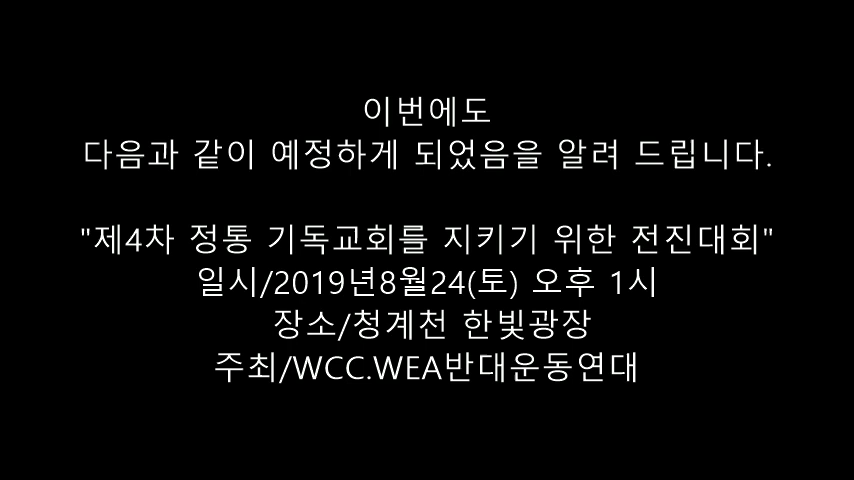 이번에도
다음과 같이 예정하게 되었음을 알려 드립니다.
"제4차 정통 기독교회를 지키기 위한 전진대회"
일시/2019년8월24(토) 오후 1시
장소/청계천 한빛광장
주최/WCC.WEA반대운동연대